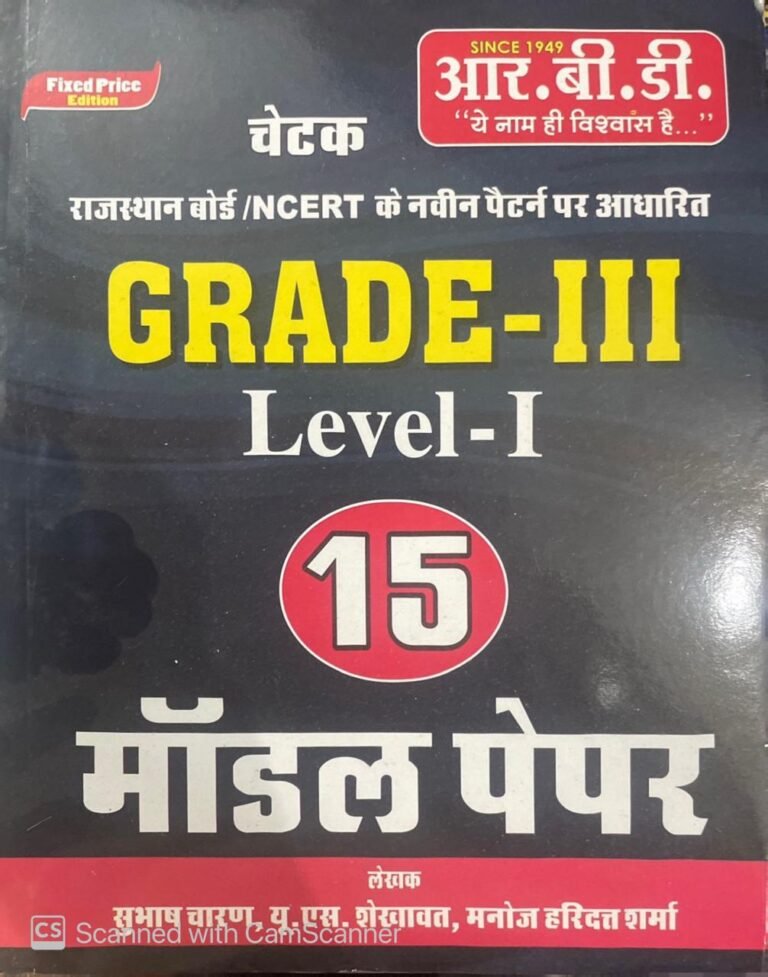 Fixed Price
Edition
SINCE 1949
आर.बी.डी.
“ये नाम ही विश्वास है...”
चेटक
राजस्थान बोर्ड /NCERT के नवीन पैटर्न पर आधारित
GRADE-III
Level-I
15
मॉडल पेपर
लेखक
सुभाष चारण, यू.एस. शेखावत, मनोज हरिदत्त शर्मा
CS Scanned with CamScanner